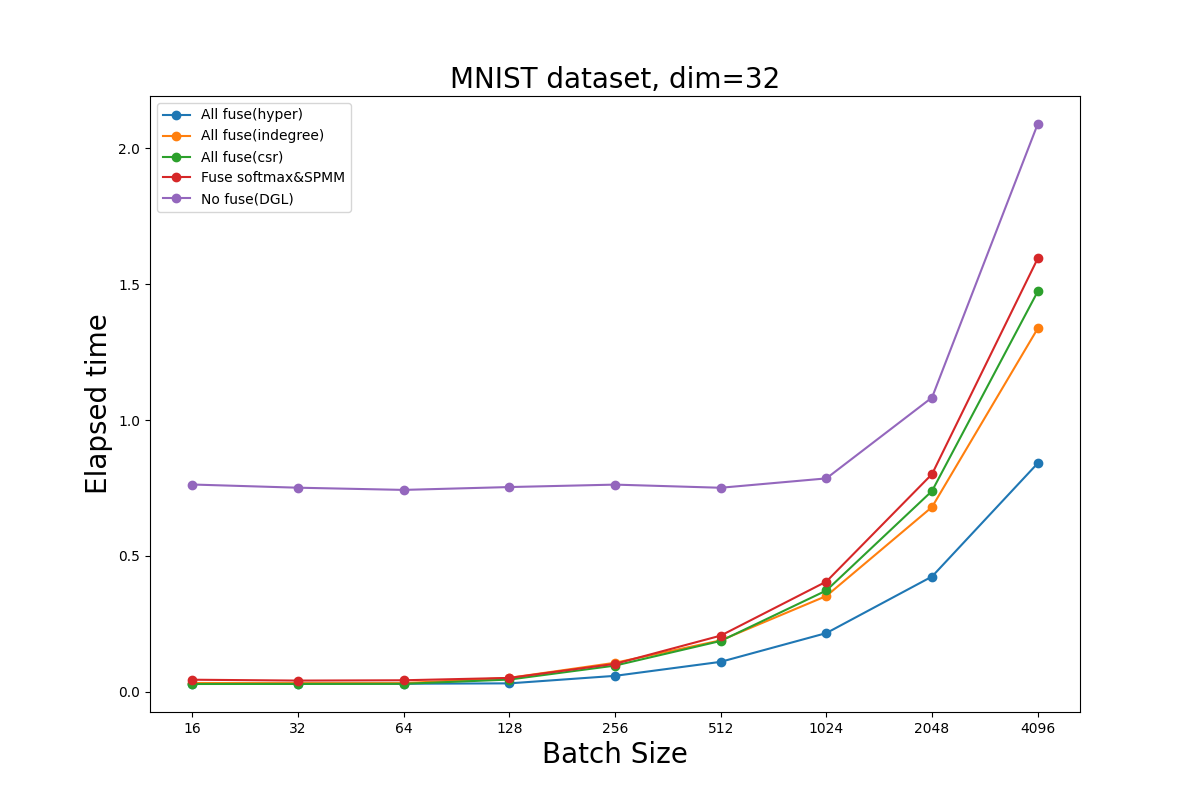 MNIST dataset, dim=32
All fuse(hyper)
All fuse(indegree)
All fuse(csr)
Fuse softmax&SPMM
No fuse(DGL)
2.0
1.5
1.0
0.5
0.0
Elapsed time
16 32 64 128 256 512 1024 2048 4096
Batch Size